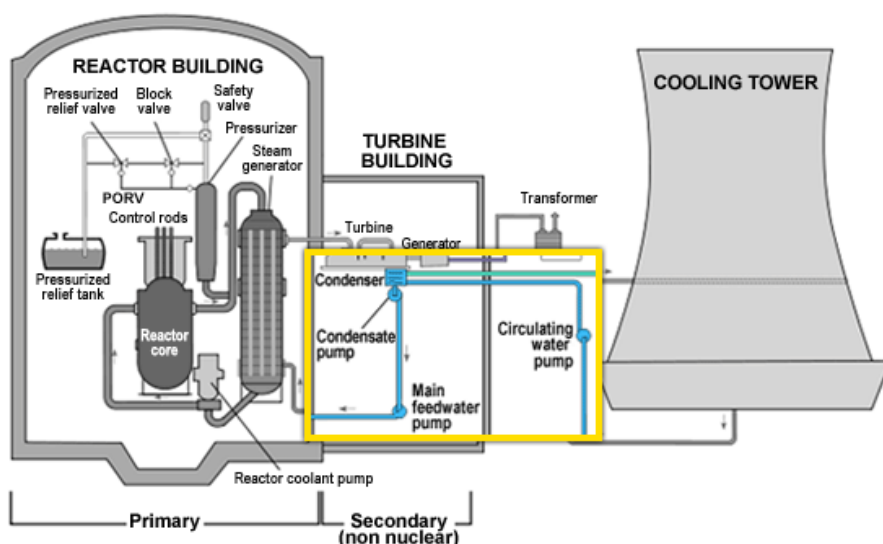 REACTOR BUILDING
Pressurized
relief valve
Block
valve
Safety
valve
Pressurizer
Steam
generator
PORV
Control rods
Pressurized
relief tank
Reactor
core
Reactor coolant pump
TURBINE
BUILDING
Turbine
Generator
Transformer
Condenser
Condensate
pump
Main
feedwater
pump
Circulating
water
pump
COOLING TOWER
Primary
Secondary
(non nuclear)